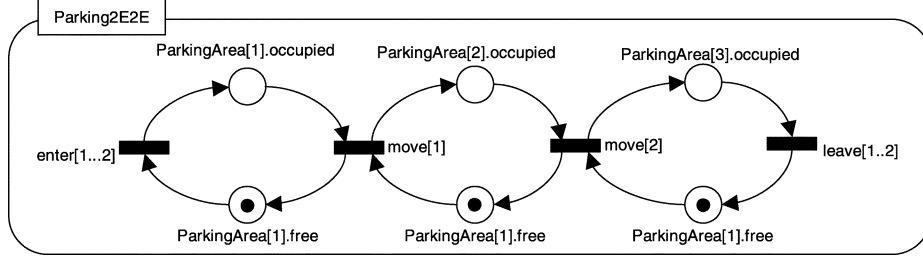 Parking2E2E
ParkingArea[1].occupied
ParkingArea[2].occupied
ParkingArea[3].occupied
enter[1...2]
move[1]
move[2]
leave[1..2]
ParkingArea[1].free
ParkingArea[1].free
ParkingArea[1].free